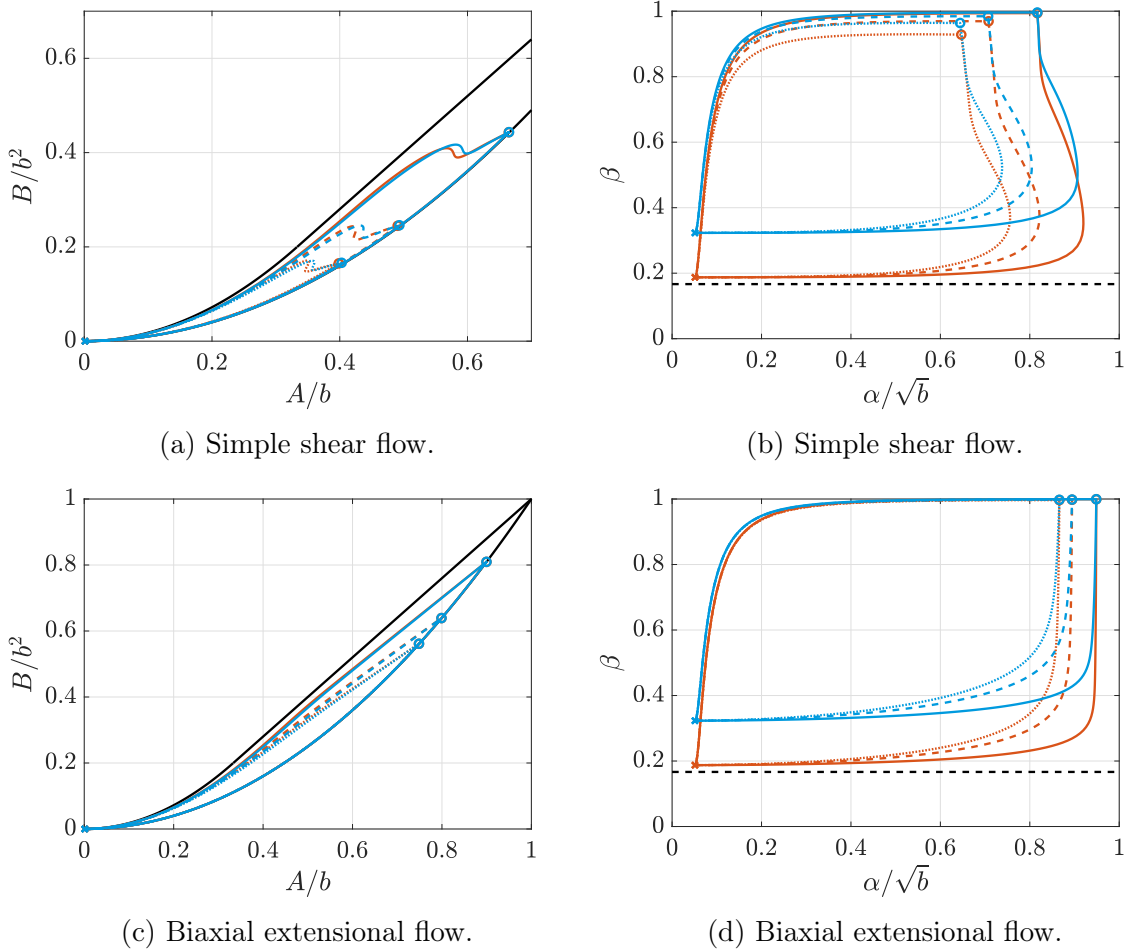 B/b²
0.6
0.4
0.2
0
0 0.2 0.4 0.6
A/b
(a) Simple shear flow.
β
1
0.8
0.6
0.4
0.2
0
0 0.2 0.4 0.6 0.8 1
α/√b
(b) Simple shear flow.
B/b²
1
0.8
0.6
0.4
0.2
0
0 0.2 0.4 0.6 0.8 1
A/b
(c) Biaxial extensional flow.
β
1
0.8
0.6
0.4
0.2
0
0 0.2 0.4 0.6 0.8 1
α/√b
(d) Biaxial extensional flow.